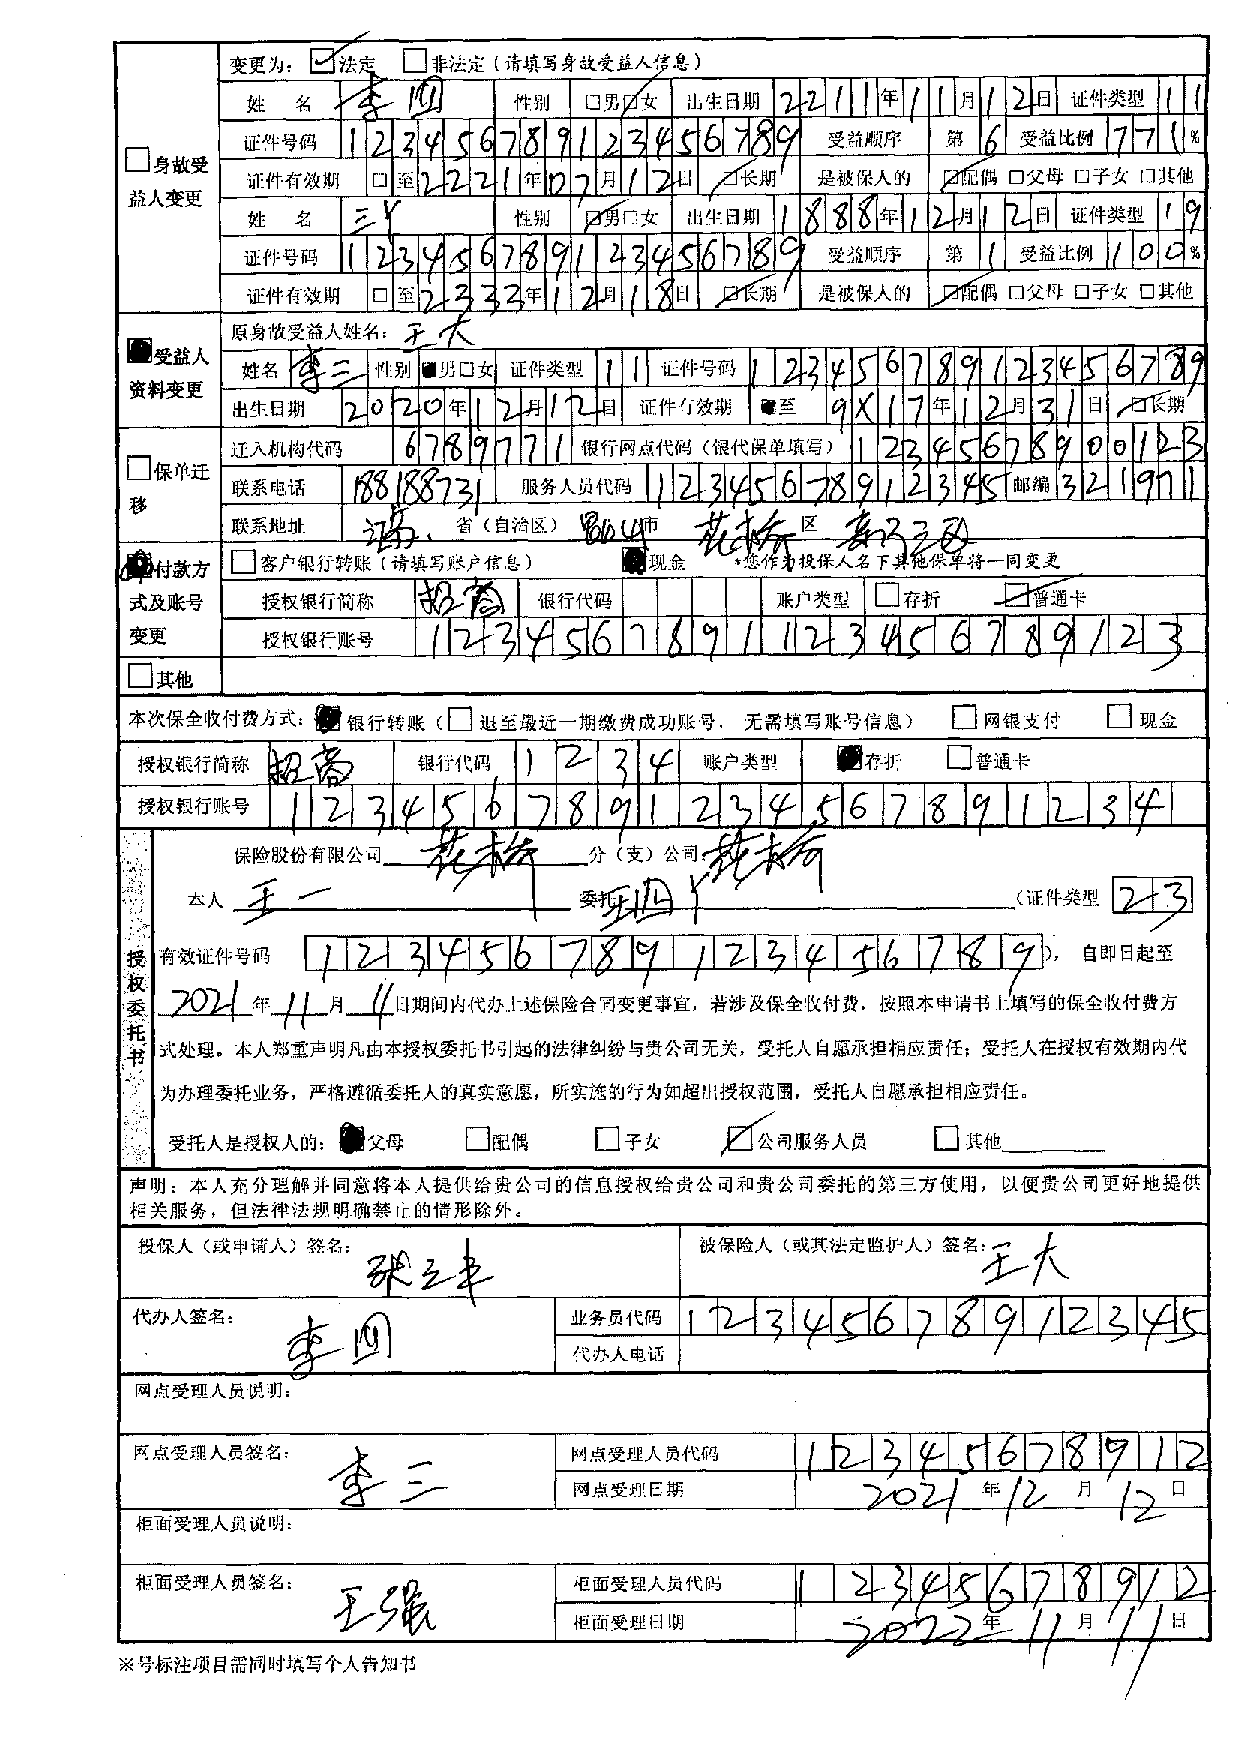 变更为：☑法定 □非法定（请填写身故受益人信息）
姓 名 李四 性别 □男☑女 出生日期 2211年11月12日 证件类型 11
证件号码 123456789123456789 受益顺序 第6 受益比例 771%
□身故受益人变更
证件有效期 □至2221年07月12日 ☑长期 是被保人的 ☑配偶 □父母 □子女 □其他
姓 名 三丫 性别 ☑男□女 出生日期 1888年12月12日 证件类型 19
证件号码 123456789123456789 受益顺序 第1 受益比例 100%
证件有效期 □至2333年12月18日 ☑长期 是被保人的 ☑配偶 □父母 □子女 □其他
原身故受益人姓名：王大
■受益人资料变更
姓名 李三 性别 ■男□女 证件类型 11 证件号码 123456789123456789
出生日期 2020年12月12日 证件有效期 ■至 9X17年12月31日 ☑长期
□保单迁移
迁入机构代码 6789771 银行网点代码（银代保单填写）12345678900123
联系电话 188188731 服务人员代码 12345678912345 邮编 321971
联系地址 省（自治区） 市 花桥 区
■付款方式及账号变更
□客户银行转账（请填写账户信息） ■现金 *您作为投保人名下其他保单将一同变更
授权银行简称 招商 银行代码 账户类型 □存折 ☑普通卡
授权银行账号 1234567891123456789123
□其他
本次保全收付费方式：■银行转账（□退至最近一期缴费成功账号，无需填写账号信息） □网银支付 □现金
授权银行简称 招商 银行代码 1234 账户类型 ■存折 □普通卡
授权银行账号 1234567891234567891234
授权委托书
保险股份有限公司 花桥 分（支）公司：花桥
本人 王一 委托 王四丫 （证件类型 23
有效证件号码 123456789123456789），自即日起至
2021年11月11日期间内代办上述保险合同变更事宜，若涉及保全收付费，按照本申请书上填写的保全收付费方
式处理。本人郑重声明凡由本授权委托书引起的法律纠纷与贵公司无关，受托人自愿承担相应责任；受托人在授权有效期内代
为办理委托业务，严格遵循委托人的真实意愿，所实施的行为如超出授权范围，受托人自愿承担相应责任。
受托人是授权人的：■父母 □配偶 □子女 ☑公司服务人员 □其他
声明：本人充分理解并同意将本人提供给贵公司的信息授权给贵公司和贵公司委托的第三方使用，以便贵公司更好地提供
相关服务，但法律法规明确禁止的情形除外。
投保人（或申请人）签名： 张三丰 被保险人（或其法定监护人）签名：王大
代办人签名： 李四 业务员代码 12345678912345
代办人电话
网点受理人员说明：
网点受理人员签名： 李三 网点受理人员代码 12345678912
网点受理日期 2021年12月12日
柜面受理人员说明：
柜面受理人员签名： 王强 柜面受理人员代码 12345678912
柜面受理日期 2022年11月11日
※号标注项目需同时填写个人告知书